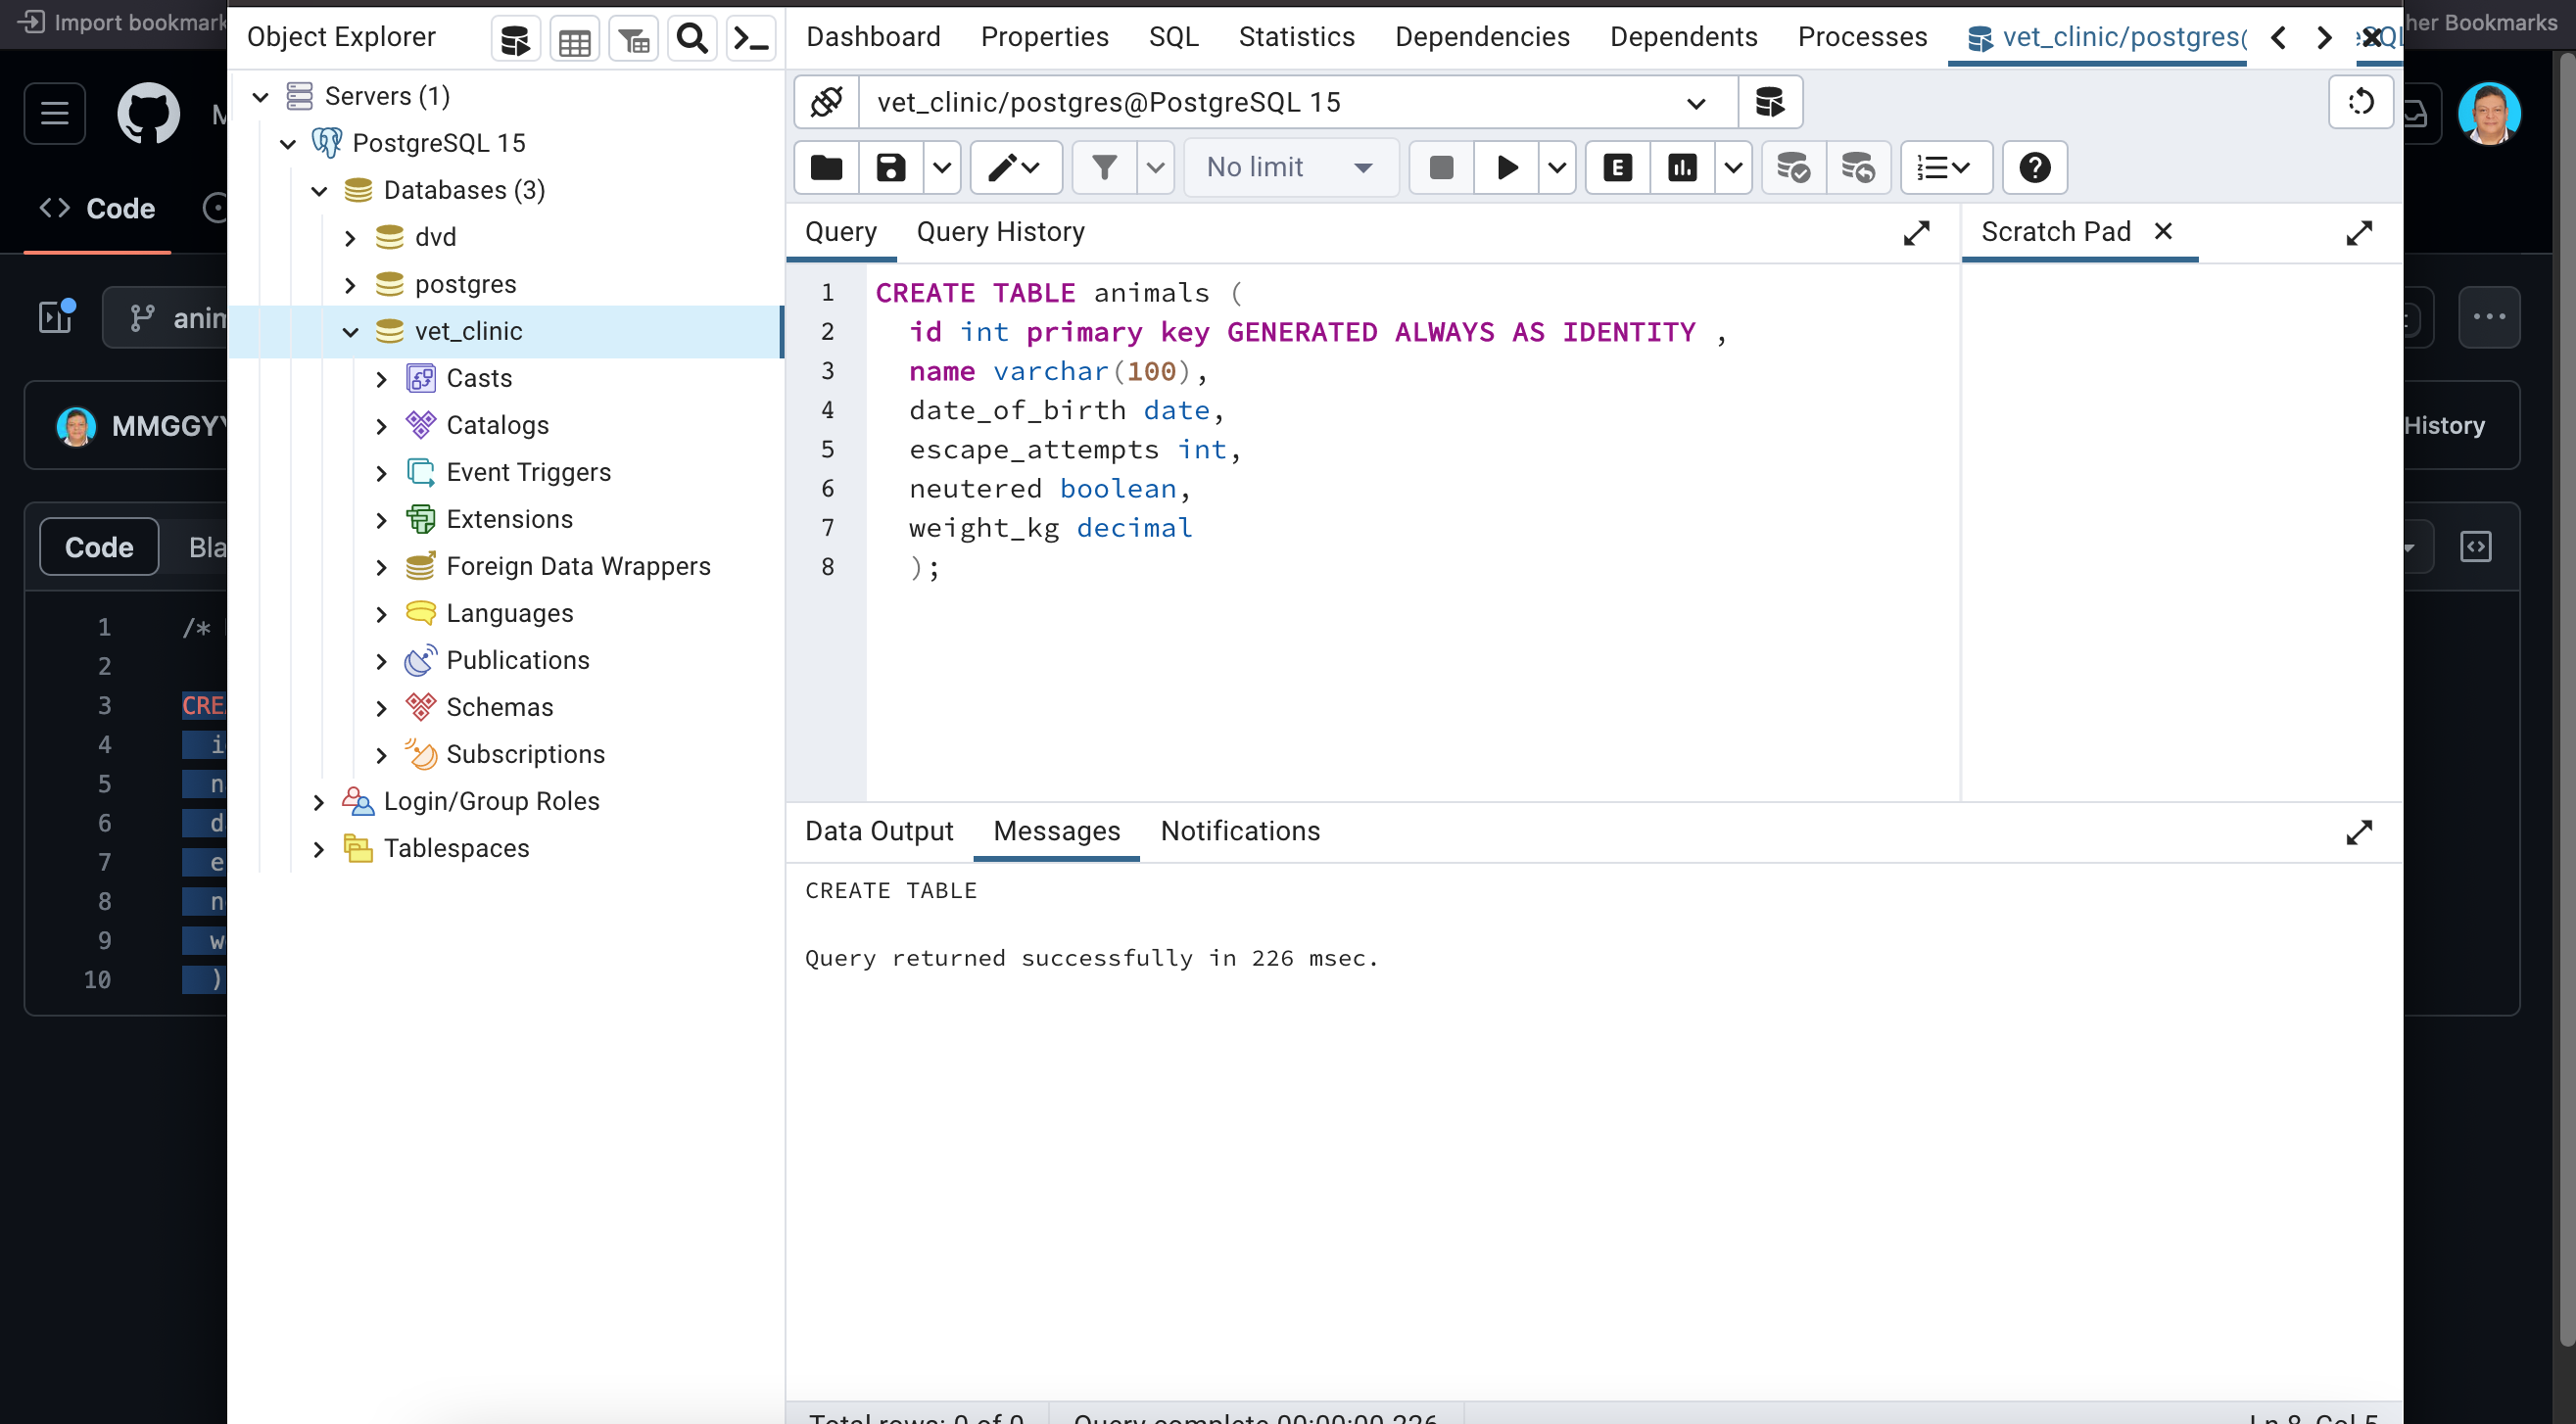 Import bookmark
her Bookmarks
Object Explorer
Dashboard Properties SQL Statistics Dependencies Dependents Processes vet_clinic/postgres(
Servers (1)
PostgreSQL 15
Databases (3)
dvd
postgres
vet_clinic
Casts
Catalogs
Event Triggers
Extensions
Foreign Data Wrappers
Languages
Publications
Schemas
Subscriptions
Login/Group Roles
Tablespaces
vet_clinic/postgres@PostgreSQL 15
No limit
E
Query Query History
Scratch Pad
1 CREATE TABLE animals (
2 id int primary key GENERATED ALWAYS AS IDENTITY ,
3 name varchar(100),
4 date_of_birth date,
5 escape_attempts int,
6 neutered boolean,
7 weight_kg decimal
8 );
Data Output Messages Notifications
CREATE TABLE
Query returned successfully in 226 msec.
Total rows: 0 of 0 Query complete 00:00:00.226 Ln 8, Col 5
Code
anim
MMGGYY
History
Code Bla
1 /*
2
3 CRE
4 i
5 n
6 d
7 e
8 n
9 w
10 )